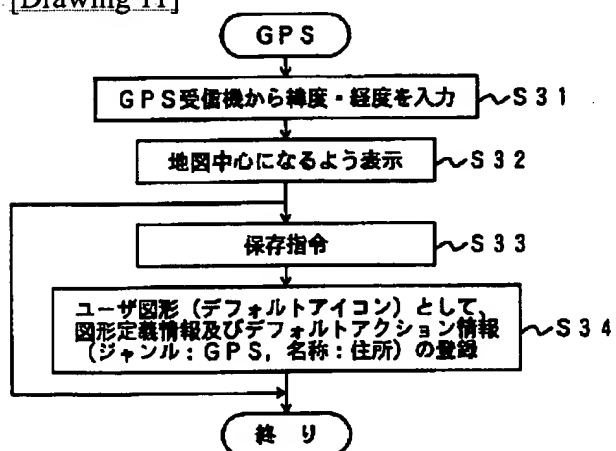 [Drawing 11]
GPS
GPS受信機から緯度・経度を入力 ～S31
地図中心になるよう表示 ～S32
保存指令 ～S33
ユーザ図形（デフォルトアイコン）として、
図形定義情報及びデフォルトアクション情報 ～S34
（ジャンル：GPS，名称：住所）の登録
終り